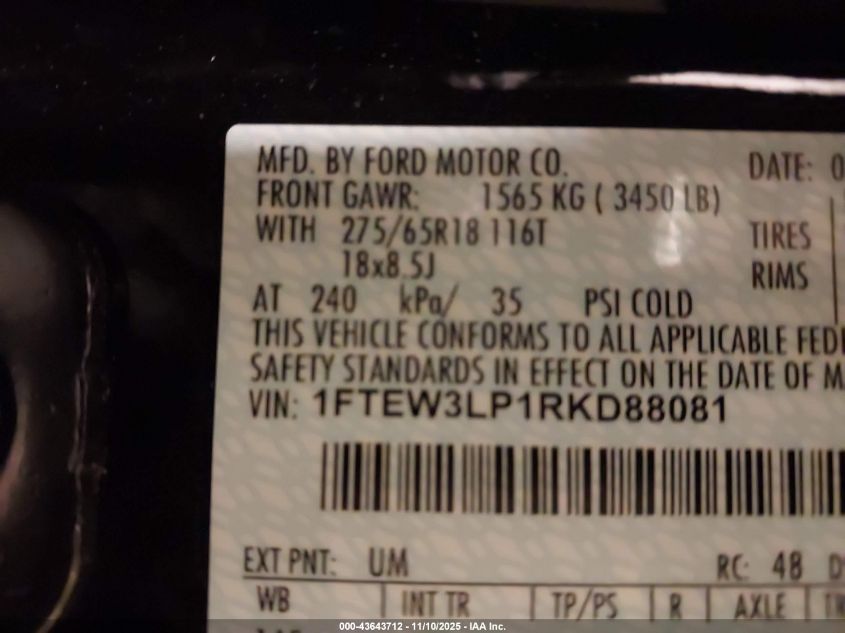 MFD. BY FORD MOTOR CO. DATE: 0
FRONT GAWR: 1565 KG ( 3450 LB)
WITH 275/65R18 116T TIRES
18x8.5J RIMS
AT 240 kPa/ 35 PSI COLD
THIS VEHICLE CONFORMS TO ALL APPLICABLE FEDE
SAFETY STANDARDS IN EFFECT ON THE DATE OF M
VIN: 1FTEW3LP1RKD88081
EXT PNT: UM RC: 48 D
WB INT TR TP/PS R AXLE
000-43643712 - 11/10/2025 - IAA Inc.